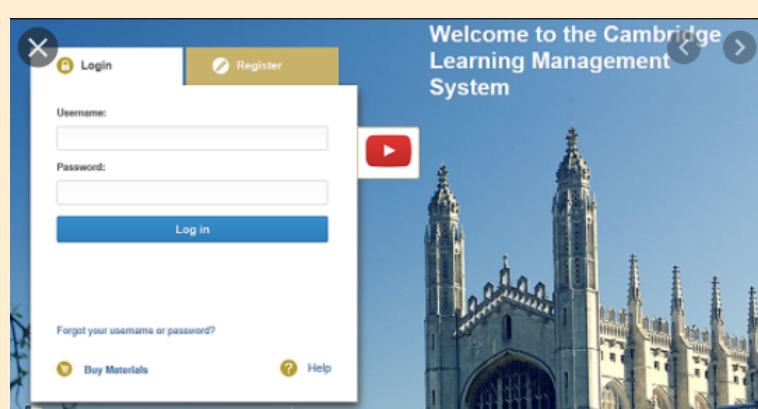 Welcome to the Cambridge
Learning Management
System
Login
Register
Username:
Password:
Log in
Forgot your username or password?
Buy Materials
? Help